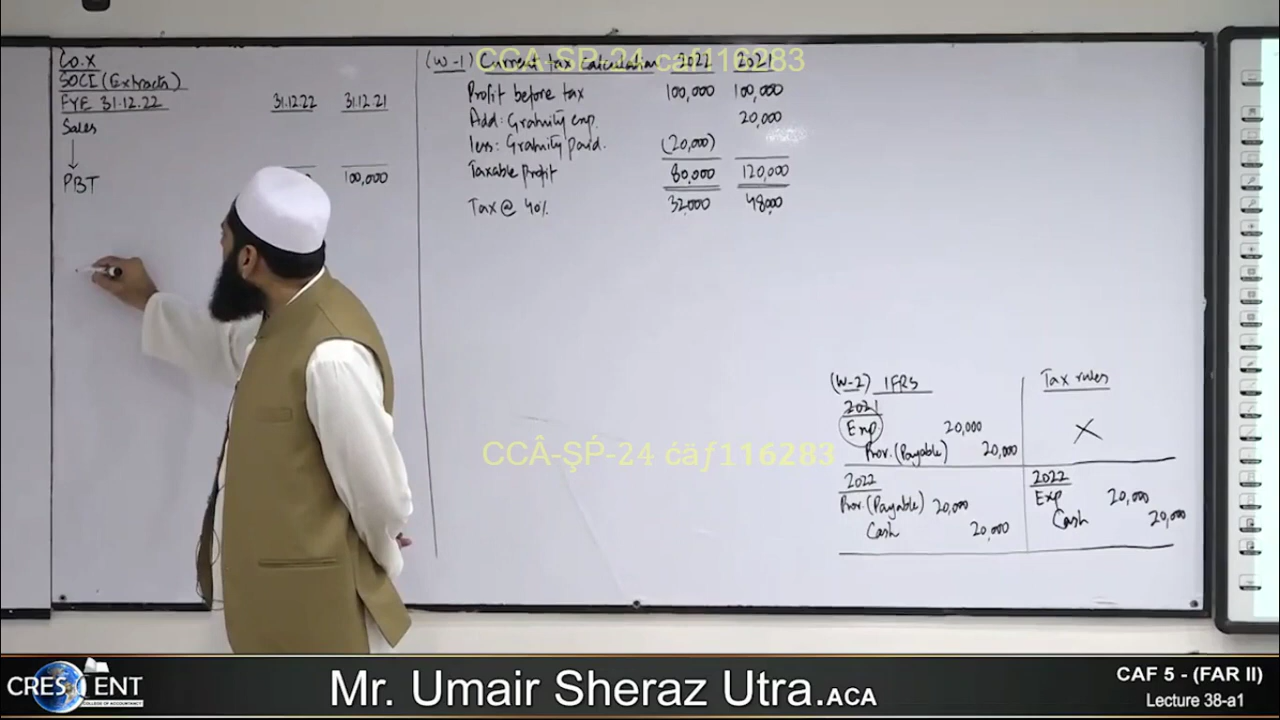 Co. X
SOCI (Extracts)
FYE 31.12.22 31.12.22 31.12.21
Sales
PBT 100,000
(W-1) Current tax calculation 2022 2021
Profit before tax 100,000 100,000
Add: Gratuity exp. 20,000
less: Gratuity paid. (20,000)
Taxable profit 80,000 120,000
Tax @ 40% 32000 48000
CCA-ŞṔ-24 caf116283
(W-2) IFRS Tax rules
2021
Exp 20,000 X
Prov. (Payable) 20,000
CCÂ-ŞṔ-24 ćäƒ116283
2022 2022
Prov. (Payable) 20,000 Exp 20,000
Cash 20,000 Cash 20,000
CRESCENT
COLLEGE OF ACCOUNTANCY
Mr. Umair Sheraz Utra.ACA
CAF 5 - (FAR II)
Lecture 38-a1